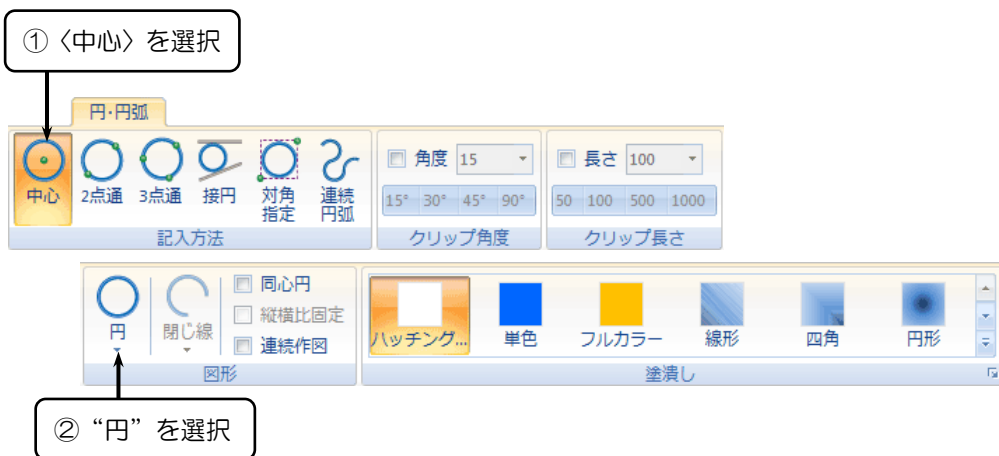 ①〈中心〉を選択
円・円弧
中心 2点通 3点通 接円 対角指定 連続円弧
角度 15
15° 30° 45° 90°
長さ 100
50 100 500 1000
記入方法 クリップ角度 クリップ長さ
円 閉じ線
同心円
縦横比固定
連続作図
ハッチング... 単色 フルカラー 線形 四角 円形
図形 塗潰し
②“円”を選択